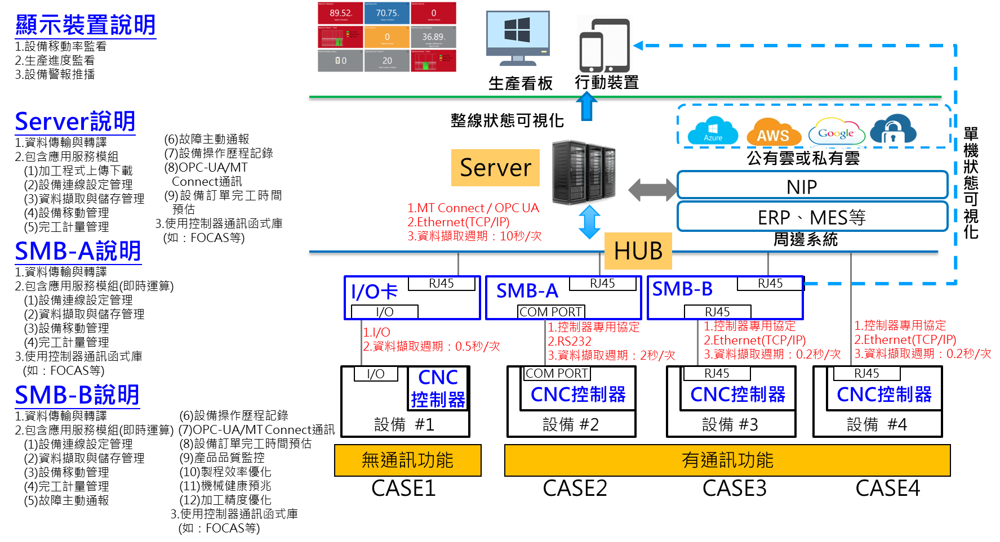 顯示裝置說明
1.設備稼動率監看
2.生產進度監看
3.設備警報推播
Server說明
1.資料傳輸與轉譯
2.包含應用服務模組
(1)加工程式上傳下載
(2)設備連線設定管理
(3)資料擷取與儲存管理
(4)設備稼動管理
(5)完工計量管理
(6)故障主動通報
(7)設備操作歷程記錄
(8)OPC-UA/MT
Connect通訊
(9)設備訂單完工時間
預估
3.使用控制器通訊函式庫
(如：FOCAS等)
SMB-A說明
1.資料傳輸與轉譯
2.包含應用服務模組(即時運算)
(1)設備連線設定管理
(2)資料擷取與儲存管理
(3)設備稼動管理
(4)完工計量管理
3.使用控制器通訊函式庫
(如：FOCAS等)
SMB-B說明
1.資料傳輸與轉譯
2.包含應用服務模組(即時運算)
(1)設備連線設定管理
(2)資料擷取與儲存管理
(3)設備稼動管理
(4)完工計量管理
(5)故障主動通報
(6)設備操作歷程記錄
(7)OPC-UA/MT Connect通訊
(8)設備訂單完工時間預估
(9)產品品質監控
(10)製程效率優化
(11)機械健康預兆
(12)加工精度優化
3.使用控制器通訊函式庫
(如：FOCAS等)
89.52%
70.75%
0
0
36.89%
0
20
生產看板
行動裝置
整線狀態可視化
Server
Azure
AWS
Google
公有雲或私有雲
NIP
ERP、MES等
周邊系統
單機狀態可視化
1.MT Connect / OPC UA
2.Ethernet(TCP/IP)
3.資料擷取週期：10秒/次
HUB
I/O卡
RJ45
I/O
SMB-A
RJ45
COM PORT
SMB-B
RJ45
RJ45
1.I/O
2.資料擷取週期：0.5秒/次
1.控制器專用協定
2.RS232
3.資料擷取週期：2秒/次
1.控制器專用協定
2.Ethernet(TCP/IP)
3.資料擷取週期：0.2秒/次
1.控制器專用協定
2.Ethernet(TCP/IP)
3.資料擷取週期：0.2秒/次
I/O
CNC
控制器
設備 #1
COM PORT
CNC控制器
設備 #2
RJ45
CNC控制器
設備 #3
RJ45
CNC控制器
設備 #4
無通訊功能
有通訊功能
CASE1
CASE2
CASE3
CASE4